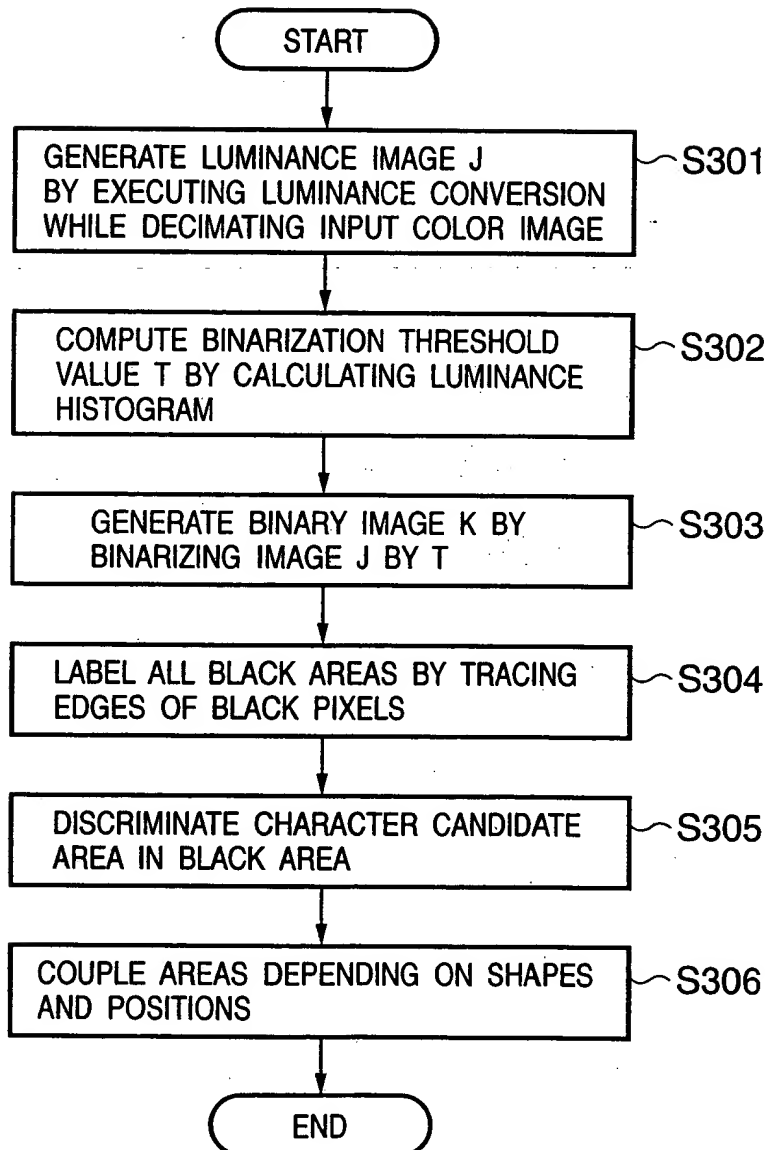 START
GENERATE LUMINANCE IMAGE J
BY EXECUTING LUMINANCE CONVERSION
WHILE DECIMATING INPUT COLOR IMAGE
S301
COMPUTE BINARIZATION THRESHOLD
VALUE T BY CALCULATING LUMINANCE
HISTOGRAM
S302
GENERATE BINARY IMAGE K BY
BINARIZING IMAGE J BY T
S303
LABEL ALL BLACK AREAS BY TRACING
EDGES OF BLACK PIXELS
S304
DISCRIMINATE CHARACTER CANDIDATE
AREA IN BLACK AREA
S305
COUPLE AREAS DEPENDING ON SHAPES
AND POSITIONS
S306
END